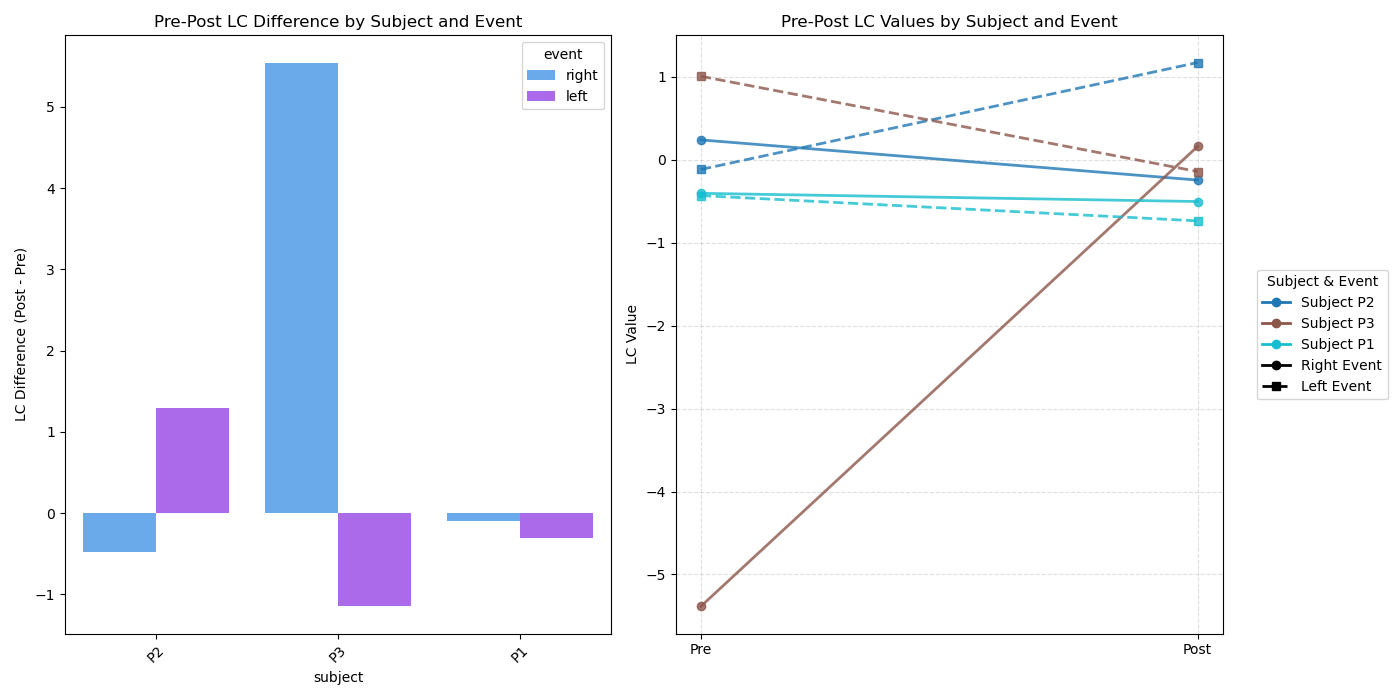 Pre-Post LC Difference by Subject and Event
LC Difference (Post - Pre)
5
4
3
2
1
0
−1
event
right
left
P2
P3
P1
subject
Pre-Post LC Values by Subject and Event
LC Value
1
0
−1
−2
−3
−4
−5
Pre
Post
Subject & Event
Subject P2
Subject P3
Subject P1
Right Event
Left Event